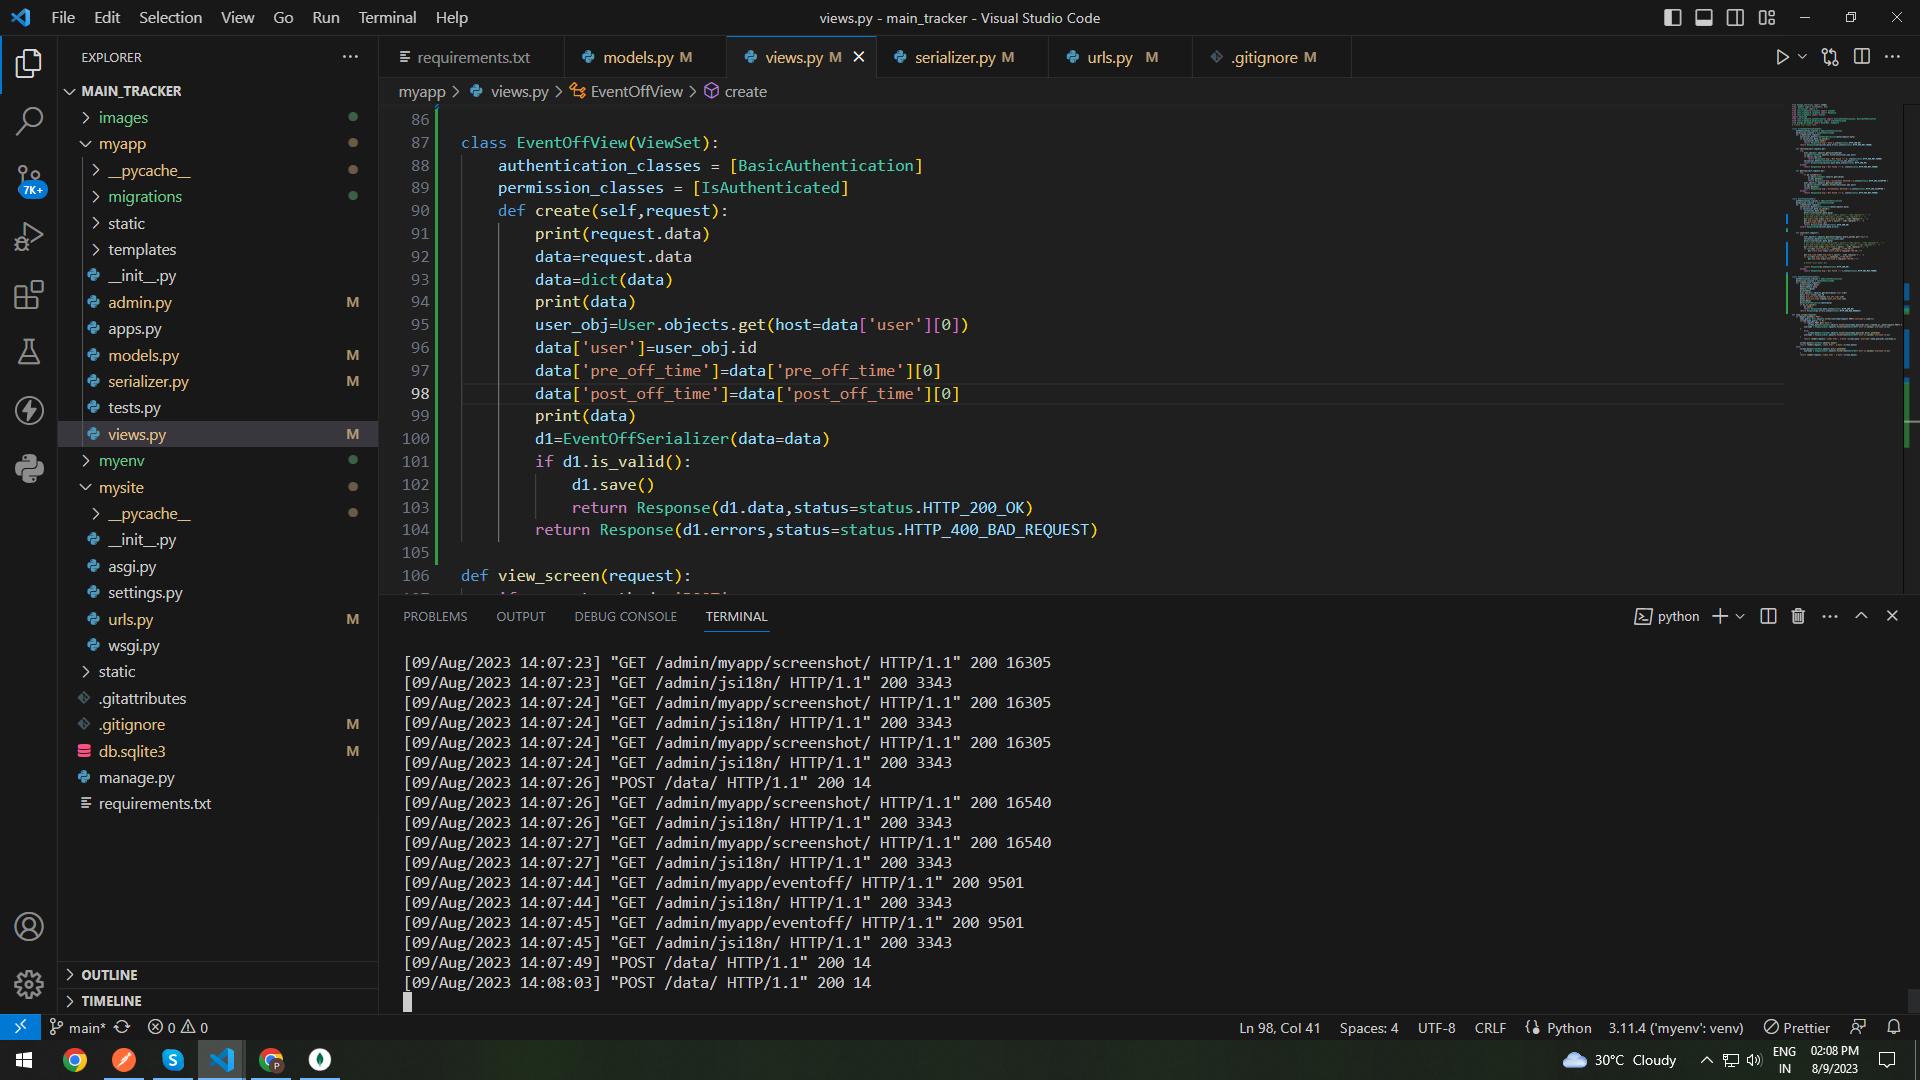 File Edit Selection View Go Run Terminal Help
views.py - main_tracker - Visual Studio Code
EXPLORER
requirements.txt
models.py M
views.py M
serializer.py M
urls.py M
.gitignore M
MAIN_TRACKER
images
myapp
__pycache__
migrations
static
templates
__init__.py
admin.py M
apps.py
models.py M
serializer.py M
tests.py
views.py M
myenv
mysite
__pycache__
__init__.py
asgi.py
settings.py
urls.py M
wsgi.py
static
.gitattributes
.gitignore M
db.sqlite3 M
manage.py
requirements.txt
OUTLINE
TIMELINE
7K+
myapp > views.py > EventOffView > create
86
87 class EventOffView(ViewSet):
88 authentication_classes = [BasicAuthentication]
89 permission_classes = [IsAuthenticated]
90 def create(self,request):
91 print(request.data)
92 data=request.data
93 data=dict(data)
94 print(data)
95 user_obj=User.objects.get(host=data['user'][0])
96 data['user']=user_obj.id
97 data['pre_off_time']=data['pre_off_time'][0]
98 data['post_off_time']=data['post_off_time'][0]
99 print(data)
100 d1=EventOffSerializer(data=data)
101 if d1.is_valid():
102 d1.save()
103 return Response(d1.data,status=status.HTTP_200_OK)
104 return Response(d1.errors,status=status.HTTP_400_BAD_REQUEST)
105
106 def view_screen(request):
PROBLEMS OUTPUT DEBUG CONSOLE TERMINAL
python
[09/Aug/2023 14:07:23] "GET /admin/myapp/screenshot/ HTTP/1.1" 200 16305
[09/Aug/2023 14:07:23] "GET /admin/jsi18n/ HTTP/1.1" 200 3343
[09/Aug/2023 14:07:24] "GET /admin/myapp/screenshot/ HTTP/1.1" 200 16305
[09/Aug/2023 14:07:24] "GET /admin/jsi18n/ HTTP/1.1" 200 3343
[09/Aug/2023 14:07:24] "GET /admin/myapp/screenshot/ HTTP/1.1" 200 16305
[09/Aug/2023 14:07:24] "GET /admin/jsi18n/ HTTP/1.1" 200 3343
[09/Aug/2023 14:07:26] "POST /data/ HTTP/1.1" 200 14
[09/Aug/2023 14:07:26] "GET /admin/myapp/screenshot/ HTTP/1.1" 200 16540
[09/Aug/2023 14:07:26] "GET /admin/jsi18n/ HTTP/1.1" 200 3343
[09/Aug/2023 14:07:27] "GET /admin/myapp/screenshot/ HTTP/1.1" 200 16540
[09/Aug/2023 14:07:27] "GET /admin/jsi18n/ HTTP/1.1" 200 3343
[09/Aug/2023 14:07:44] "GET /admin/myapp/eventoff/ HTTP/1.1" 200 9501
[09/Aug/2023 14:07:44] "GET /admin/jsi18n/ HTTP/1.1" 200 3343
[09/Aug/2023 14:07:45] "GET /admin/myapp/eventoff/ HTTP/1.1" 200 9501
[09/Aug/2023 14:07:45] "GET /admin/jsi18n/ HTTP/1.1" 200 3343
[09/Aug/2023 14:07:49] "POST /data/ HTTP/1.1" 200 14
[09/Aug/2023 14:08:03] "POST /data/ HTTP/1.1" 200 14
main* 0 0
Ln 98, Col 41 Spaces: 4 UTF-8 CRLF Python 3.11.4 ('myenv': venv) Prettier
30°C Cloudy
ENG
IN
02:08 PM
8/9/2023